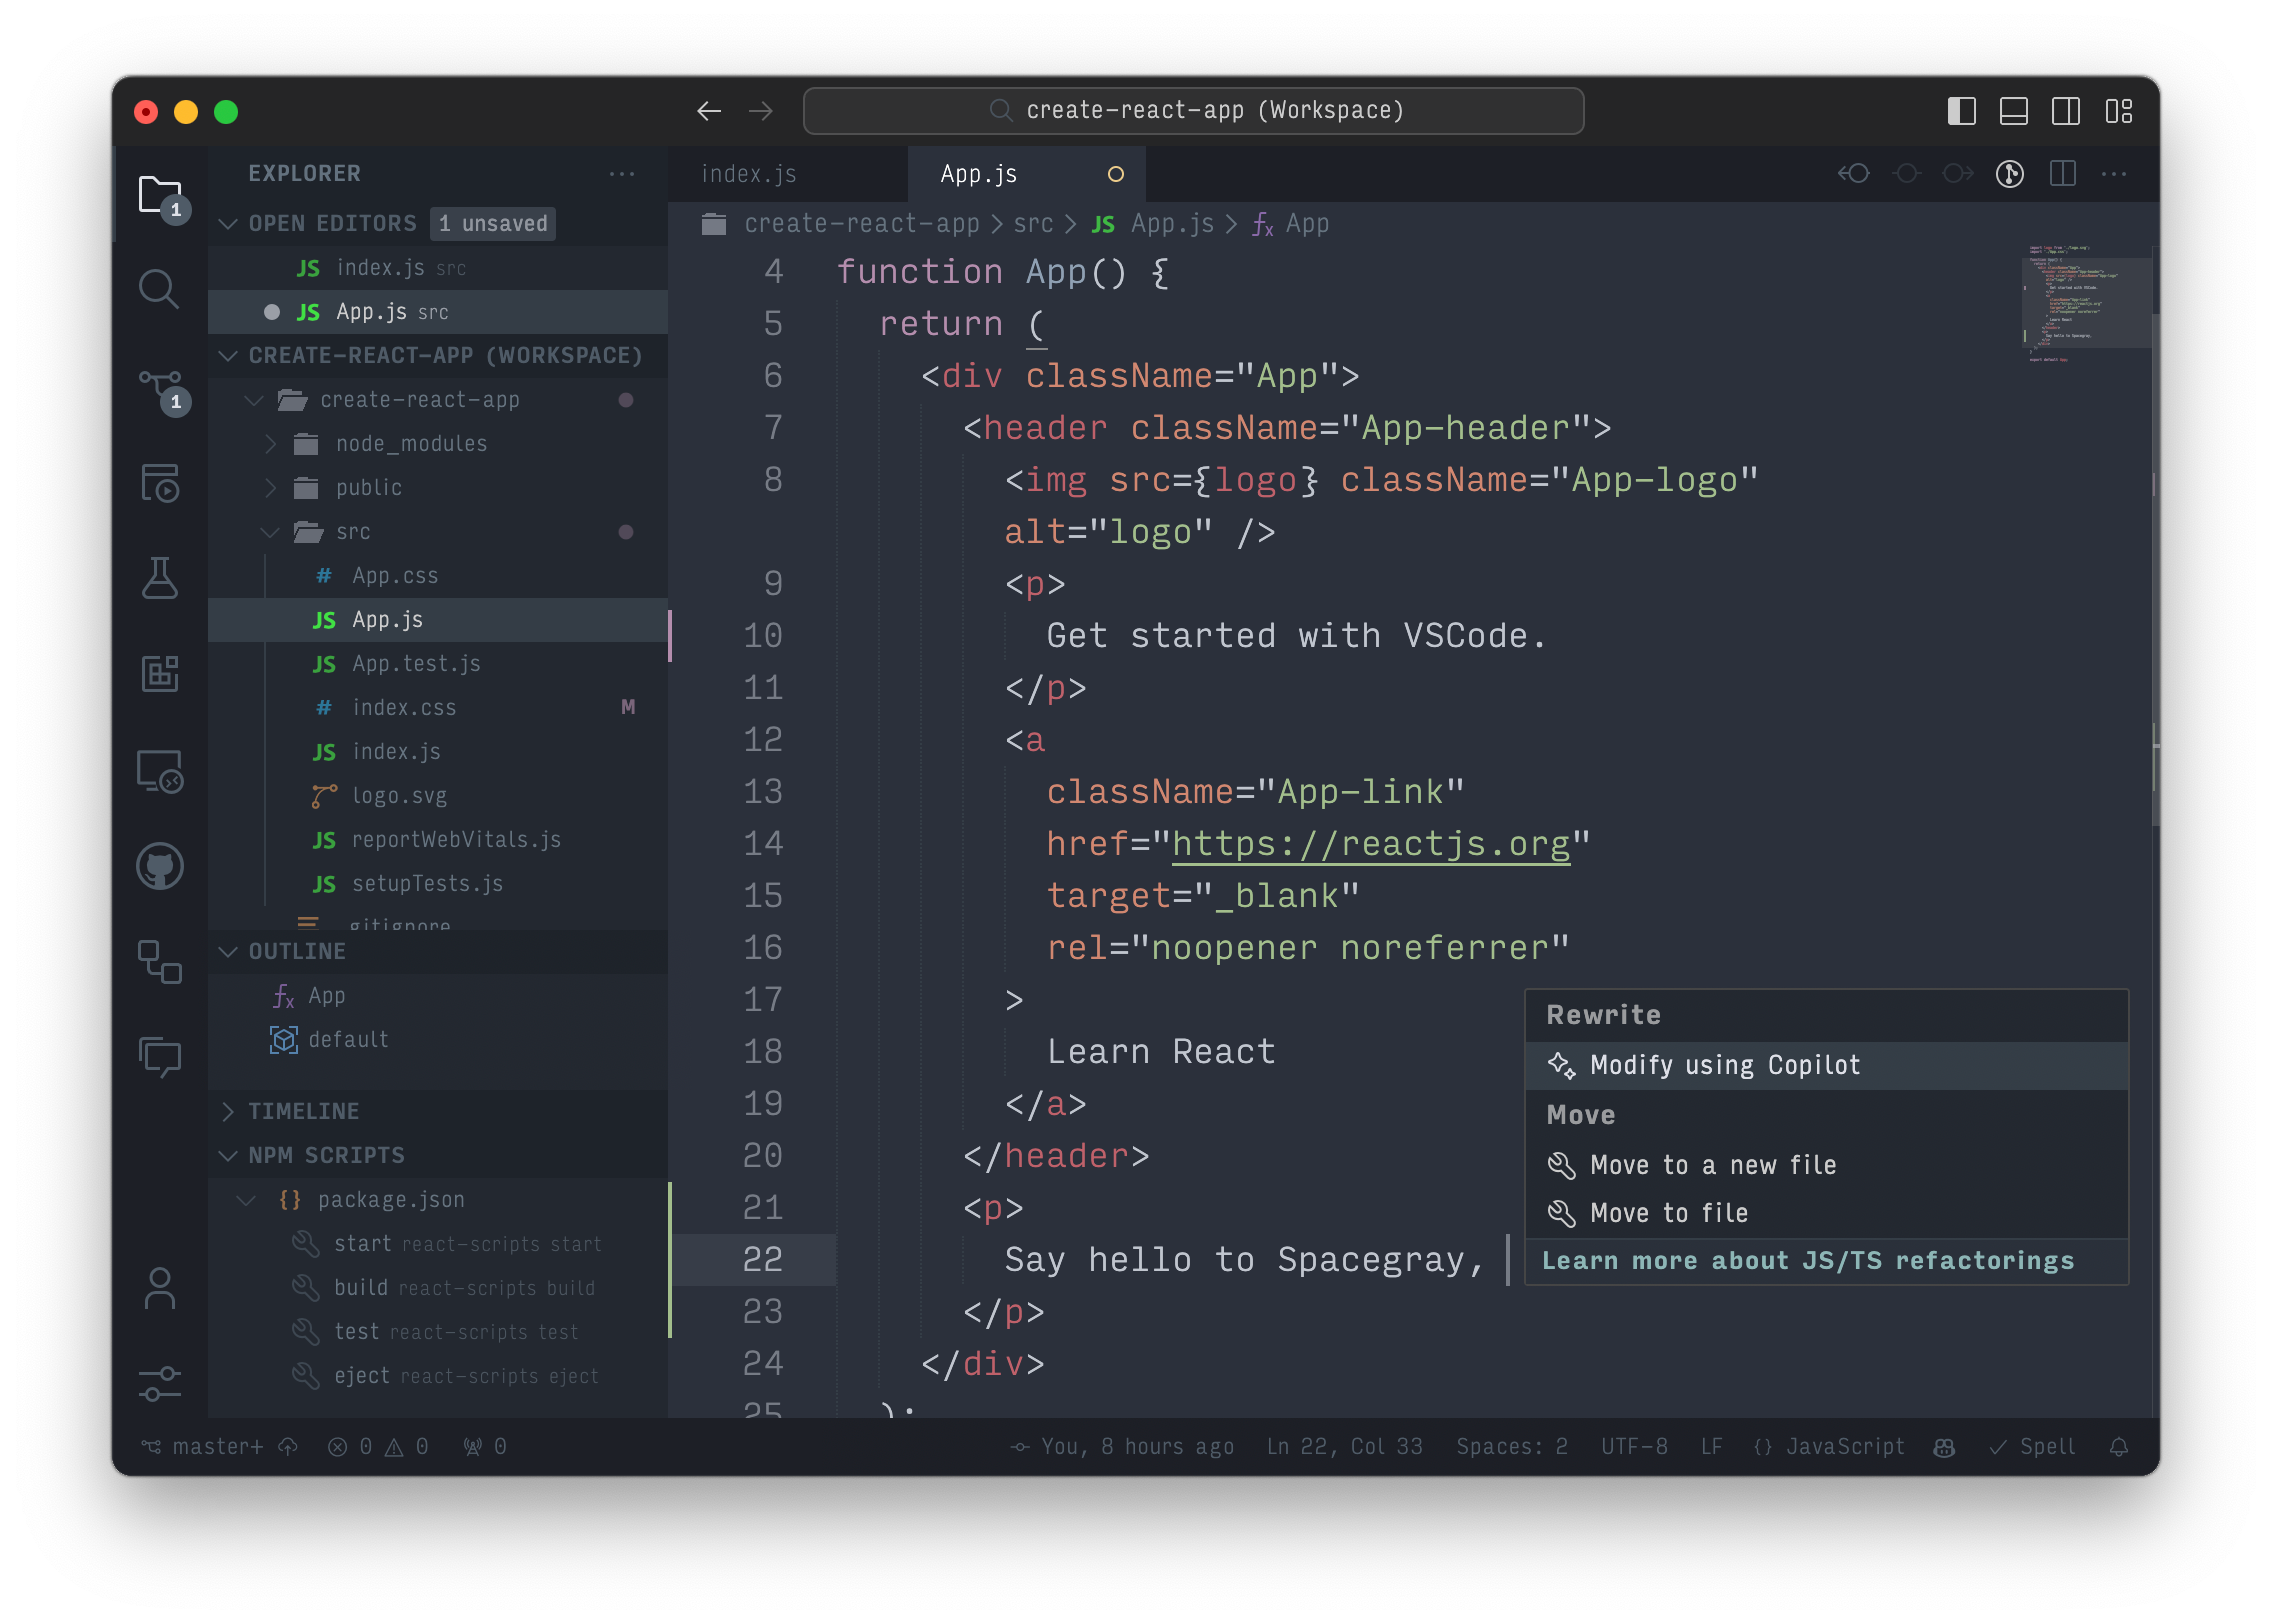 create-react-app (Workspace)
EXPLORER
1
OPEN EDITORS 1 unsaved
JS index.js src
JS App.js src
CREATE-REACT-APP (WORKSPACE)
1
create-react-app
node_modules
public
src
# App.css
JS App.js
JS App.test.js
# index.css M
JS index.js
logo.svg
JS reportWebVitals.js
JS setupTests.js
.gitignore
OUTLINE
App
default
TIMELINE
NPM SCRIPTS
{} package.json
start react-scripts start
build react-scripts build
test react-scripts test
eject react-scripts eject
index.js App.js
create-react-app > src > JS App.js > fx App
4 function App() {
5 return (
6 <div className="App">
7 <header className="App-header">
8 <img src={logo} className="App-logo"
alt="logo" />
9 <p>
10 Get started with VSCode.
11 </p>
12 <a
13 className="App-link"
14 href="https://reactjs.org"
15 target="_blank"
16 rel="noopener noreferrer"
17 >
18 Learn React
19 </a>
20 </header>
21 <p>
22 Say hello to Spacegray,
23 </p>
24 </div>
25 );
Rewrite
Modify using Copilot
Move
Move to a new file
Move to file
Learn more about JS/TS refactorings
master+ 0 0 0 You, 8 hours ago Ln 22, Col 33 Spaces: 2 UTF-8 LF {} JavaScript Spell